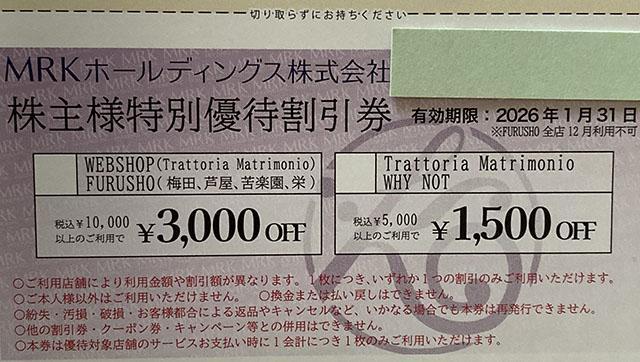 切り取らずにお持ちください
MRKホールディングス株式会社
株主様特別優待割引券
有効期限：2026年1月31日
※FURUSHO 全店12月利用不可
WEBSHOP(Trattoria Matrimonio)
FURUSHO(梅田、芦屋、苦楽園、栄)
税込¥10,000
以上のご利用で
¥3,000 OFF
Trattoria Matrimonio
WHY NOT
税込¥5,000
以上のご利用で
¥1,500 OFF
○ご利用店舗により利用金額や割引額が異なります。1枚につき、いずれか1つの割引のみご利用いただけます。
○ご本人様以外はご利用いただけません。 ○換金または払い戻しはできません。
○紛失・汚損・破損・お客様都合による返品やキャンセルなど、いかなる場合でも本券は再発行できません。
○他の割引券・クーポン券・キャンペーン等との併用はできません。
○本券は優待対象店舗のサービスお支払い時に1会計につき1枚のみご利用いただけます。